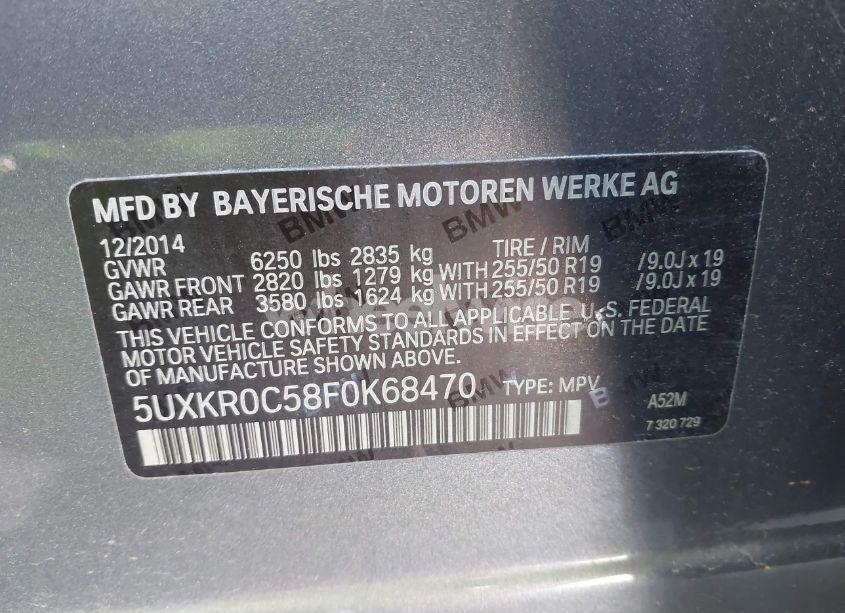 MFD BY BAYERISCHE MOTOREN WERKE AG
12/2014 TIRE / RIM
GVWR 6250 lbs 2835 kg
GAWR FRONT 2820 lbs 1279 kg WITH 255/50 R19 /9.0J x 19
GAWR REAR 3580 lbs 1624 kg WITH 255/50 R19 /9.0J x 19
THIS VEHICLE CONFORMS TO ALL APPLICABLE U.S. FEDERAL
MOTOR VEHICLE SAFETY STANDARDS IN EFFECT ON THE DATE
OF MANUFACTURE SHOWN ABOVE.
5UXKR0C58F0K68470 TYPE: MPV A52M
7 320 729